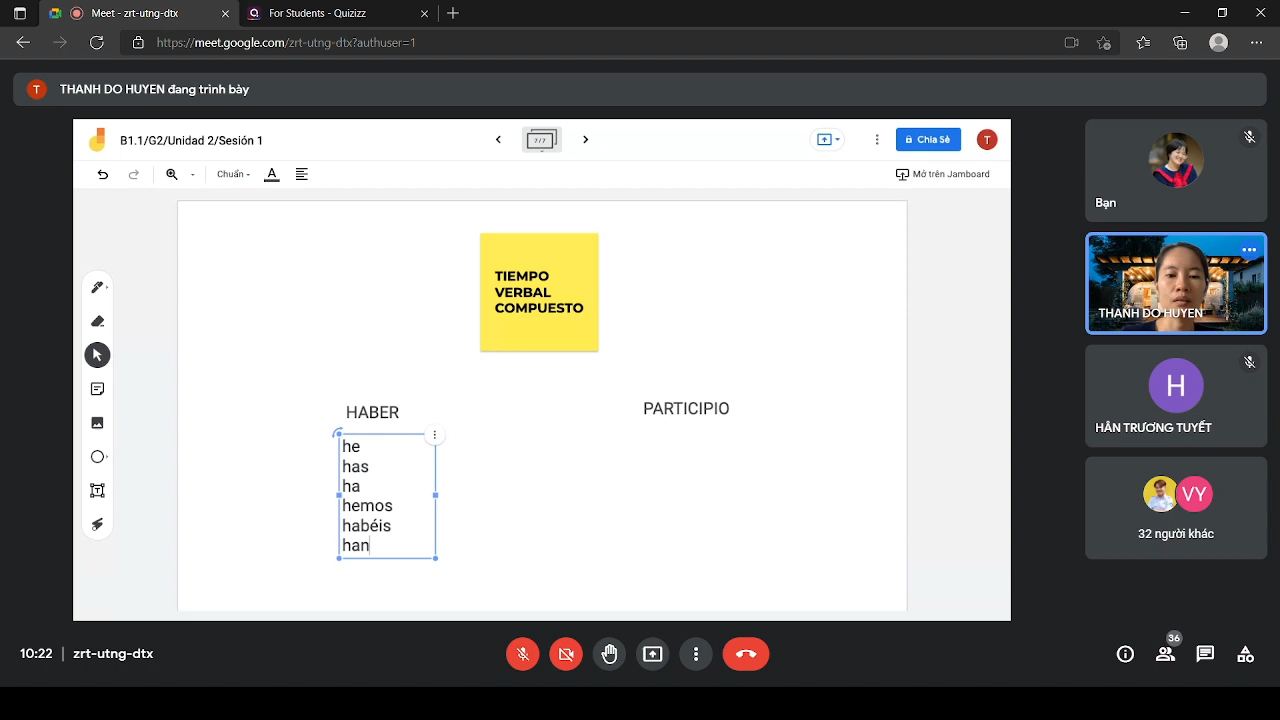 Meet - zrt-utng-dtx
For Students - Quizizz
https://meet.google.com/zrt-utng-dtx?authuser=1
T
THANH DO HUYEN đang trình bày
B1.1/G2/Unidad 2/Sesión 1
7/7
Chia Sẻ
T
Chuẩn
A
Mở trên Jamboard
TIEMPO
VERBAL
COMPUESTO
HABER
PARTICIPIO
he
has
ha
hemos
habéis
han
Bạn
THANH DO HUYEN
H
HÂN TRƯƠNG TUYẾT
VY
32 người khác
10:22 | zrt-utng-dtx
36